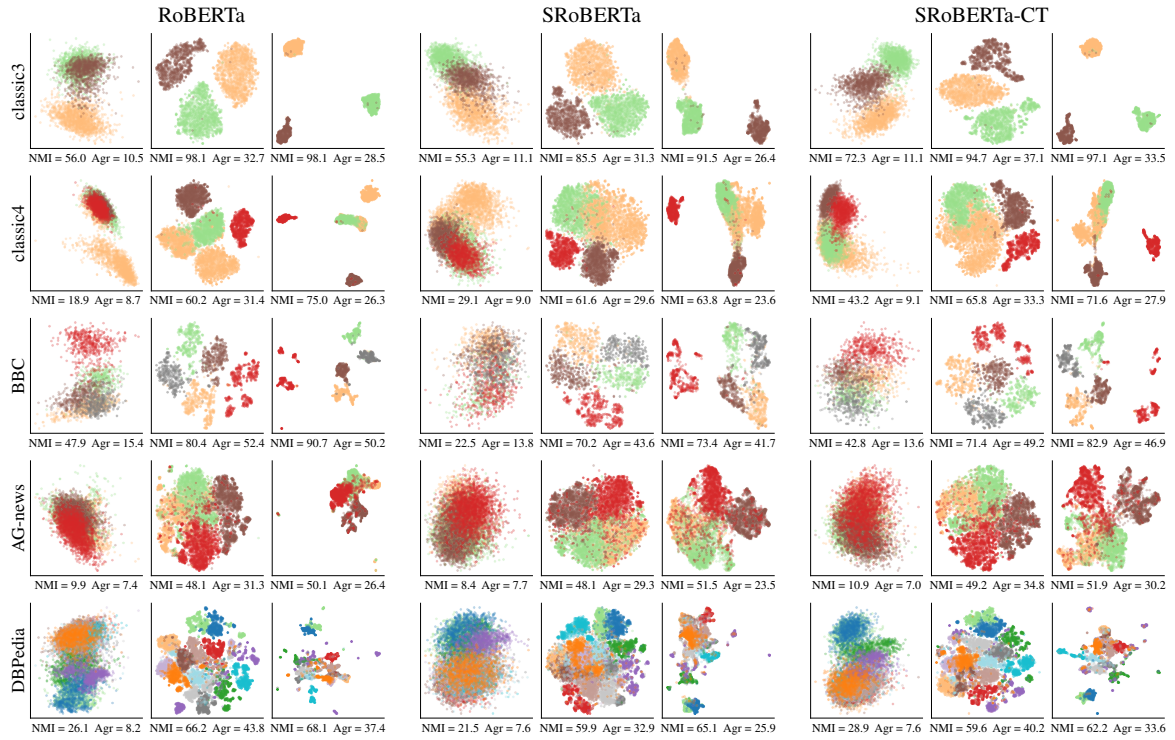 RoBERTa SRoBERTa SRoBERTa-CT
classic3
NMI = 56.0 Agr = 10.5 NMI = 98.1 Agr = 32.7 NMI = 98.1 Agr = 28.5 NMI = 55.3 Agr = 11.1 NMI = 85.5 Agr = 31.3 NMI = 91.5 Agr = 26.4 NMI = 72.3 Agr = 11.1 NMI = 94.7 Agr = 37.1 NMI = 97.1 Agr = 33.5
classic4
NMI = 18.9 Agr = 8.7 NMI = 60.2 Agr = 31.4 NMI = 75.0 Agr = 26.3 NMI = 29.1 Agr = 9.0 NMI = 61.6 Agr = 29.6 NMI = 63.8 Agr = 23.6 NMI = 43.2 Agr = 9.1 NMI = 65.8 Agr = 33.3 NMI = 71.6 Agr = 27.9
BBC
NMI = 47.9 Agr = 15.4 NMI = 80.4 Agr = 52.4 NMI = 90.7 Agr = 50.2 NMI = 22.5 Agr = 13.8 NMI = 70.2 Agr = 43.6 NMI = 73.4 Agr = 41.7 NMI = 42.8 Agr = 13.6 NMI = 71.4 Agr = 49.2 NMI = 82.9 Agr = 46.9
AG-news
NMI = 9.9 Agr = 7.4 NMI = 48.1 Agr = 31.3 NMI = 50.1 Agr = 26.4 NMI = 8.4 Agr = 7.7 NMI = 48.1 Agr = 29.3 NMI = 51.5 Agr = 23.5 NMI = 10.9 Agr = 7.0 NMI = 49.2 Agr = 34.8 NMI = 51.9 Agr = 30.2
DBPedia
NMI = 26.1 Agr = 8.2 NMI = 66.2 Agr = 43.8 NMI = 68.1 Agr = 37.4 NMI = 21.5 Agr = 7.6 NMI = 59.9 Agr = 32.9 NMI = 65.1 Agr = 25.9 NMI = 28.9 Agr = 7.6 NMI = 59.6 Agr = 40.2 NMI = 62.2 Agr = 33.6